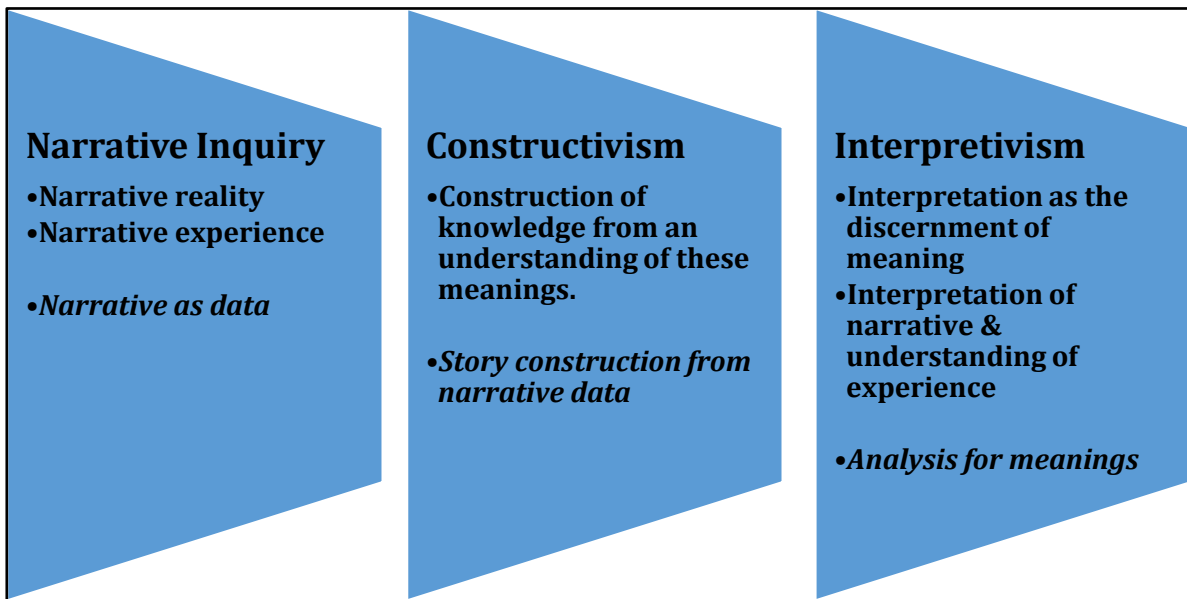 Narrative Inquiry
•Narrative reality
•Narrative experience
•Narrative as data
Constructivism
•Construction of
knowledge from an
understanding of these
meanings.
•Story construction from
narrative data
Interpretivism
•Interpretation as the
discernment of
meaning
•Interpretation of
narrative &
understanding of
experience
•Analysis for meanings